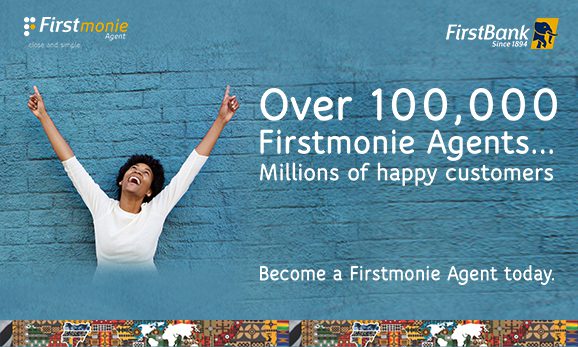 Firstmonie
Agent
close and simple
FirstBank
Since 1894
Over 100,000
Firstmonie Agents...
Millions of happy customers
Become a Firstmonie Agent today.